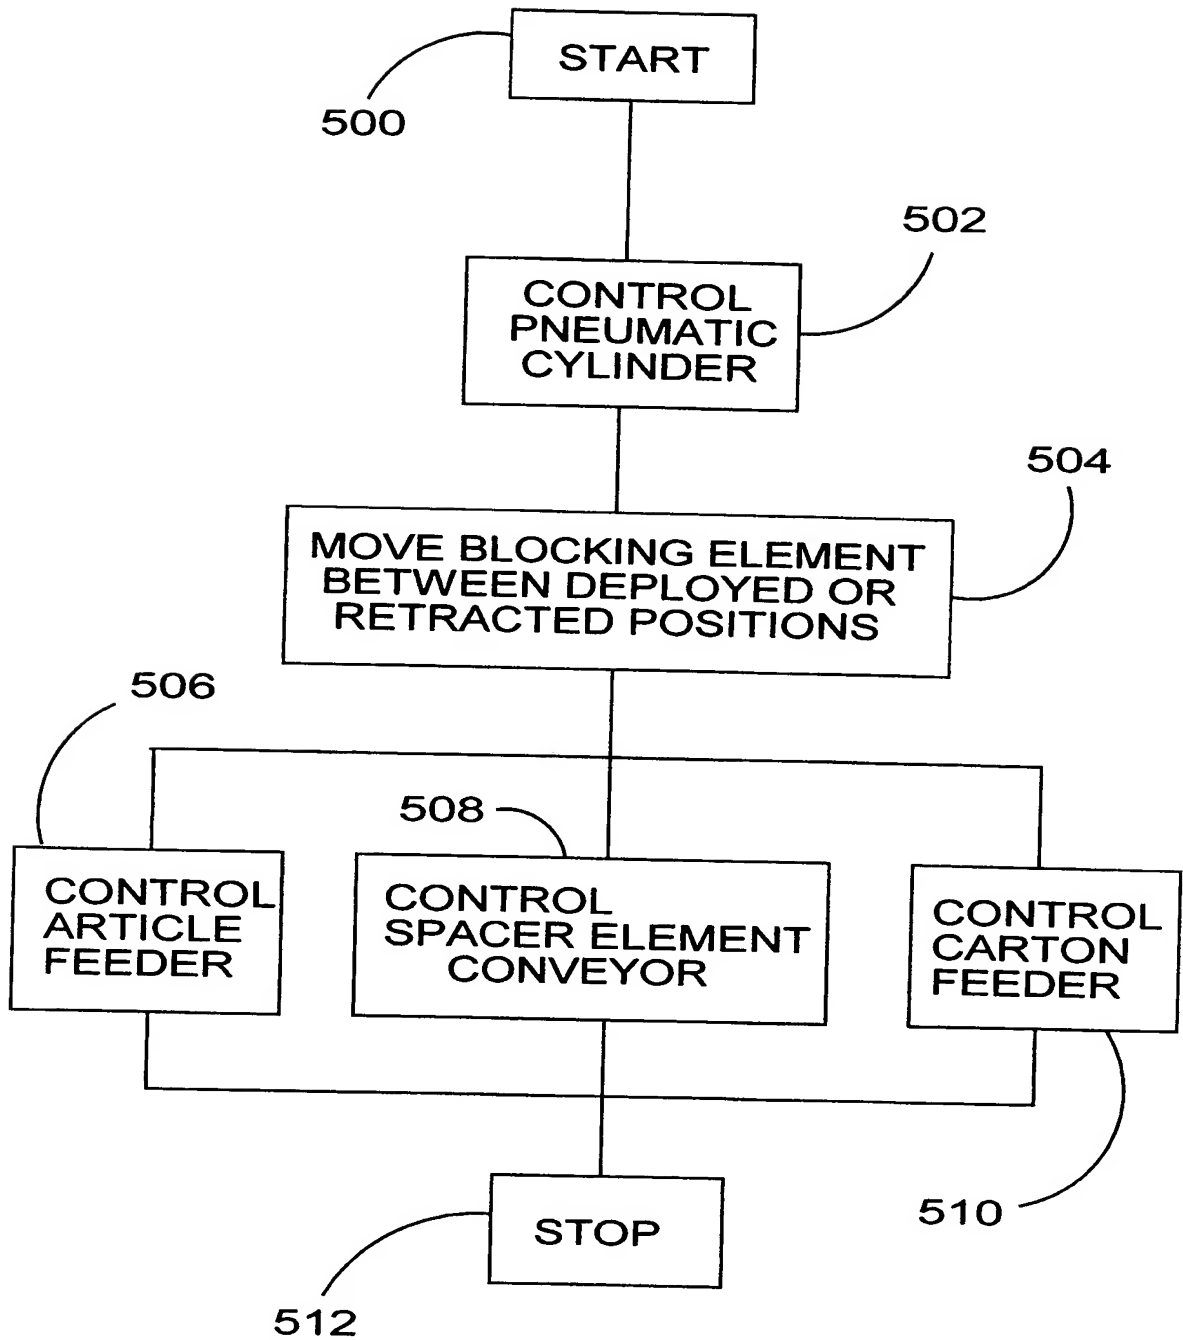 START
500
502
CONTROL
PNEUMATIC
CYLINDER
504
MOVE BLOCKING ELEMENT
BETWEEN DEPLOYED OR
RETRACTED POSITIONS
506
508
CONTROL
ARTICLE
FEEDER
CONTROL
SPACER ELEMENT
CONVEYOR
CONTROL
CARTON
FEEDER
510
STOP
512